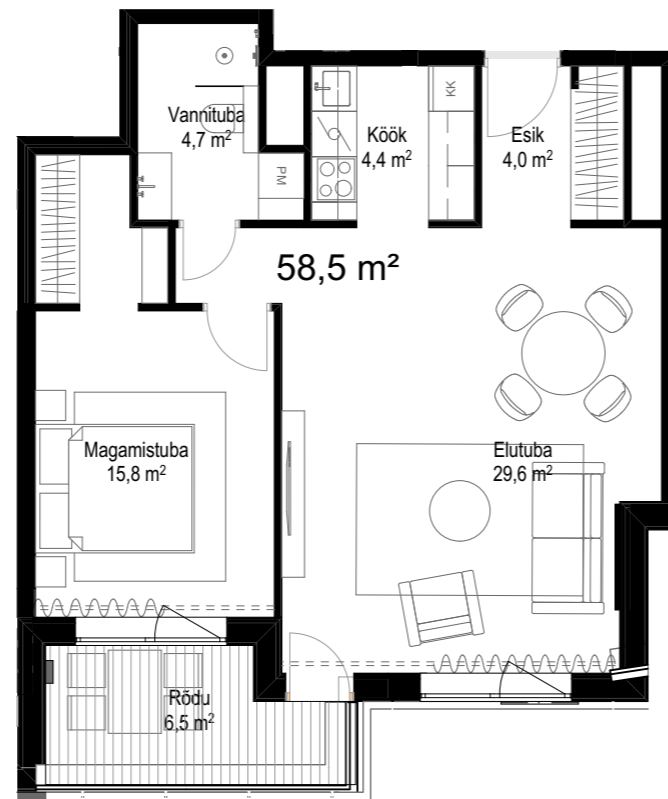 Vannituba
4,7 m²
PM
Köök
4,4 m²
KK
Esik
4,0 m²
58,5 m²
Magamistuba
15,8 m²
Elutuba
29,6 m²
Rõdu
6,5 m²